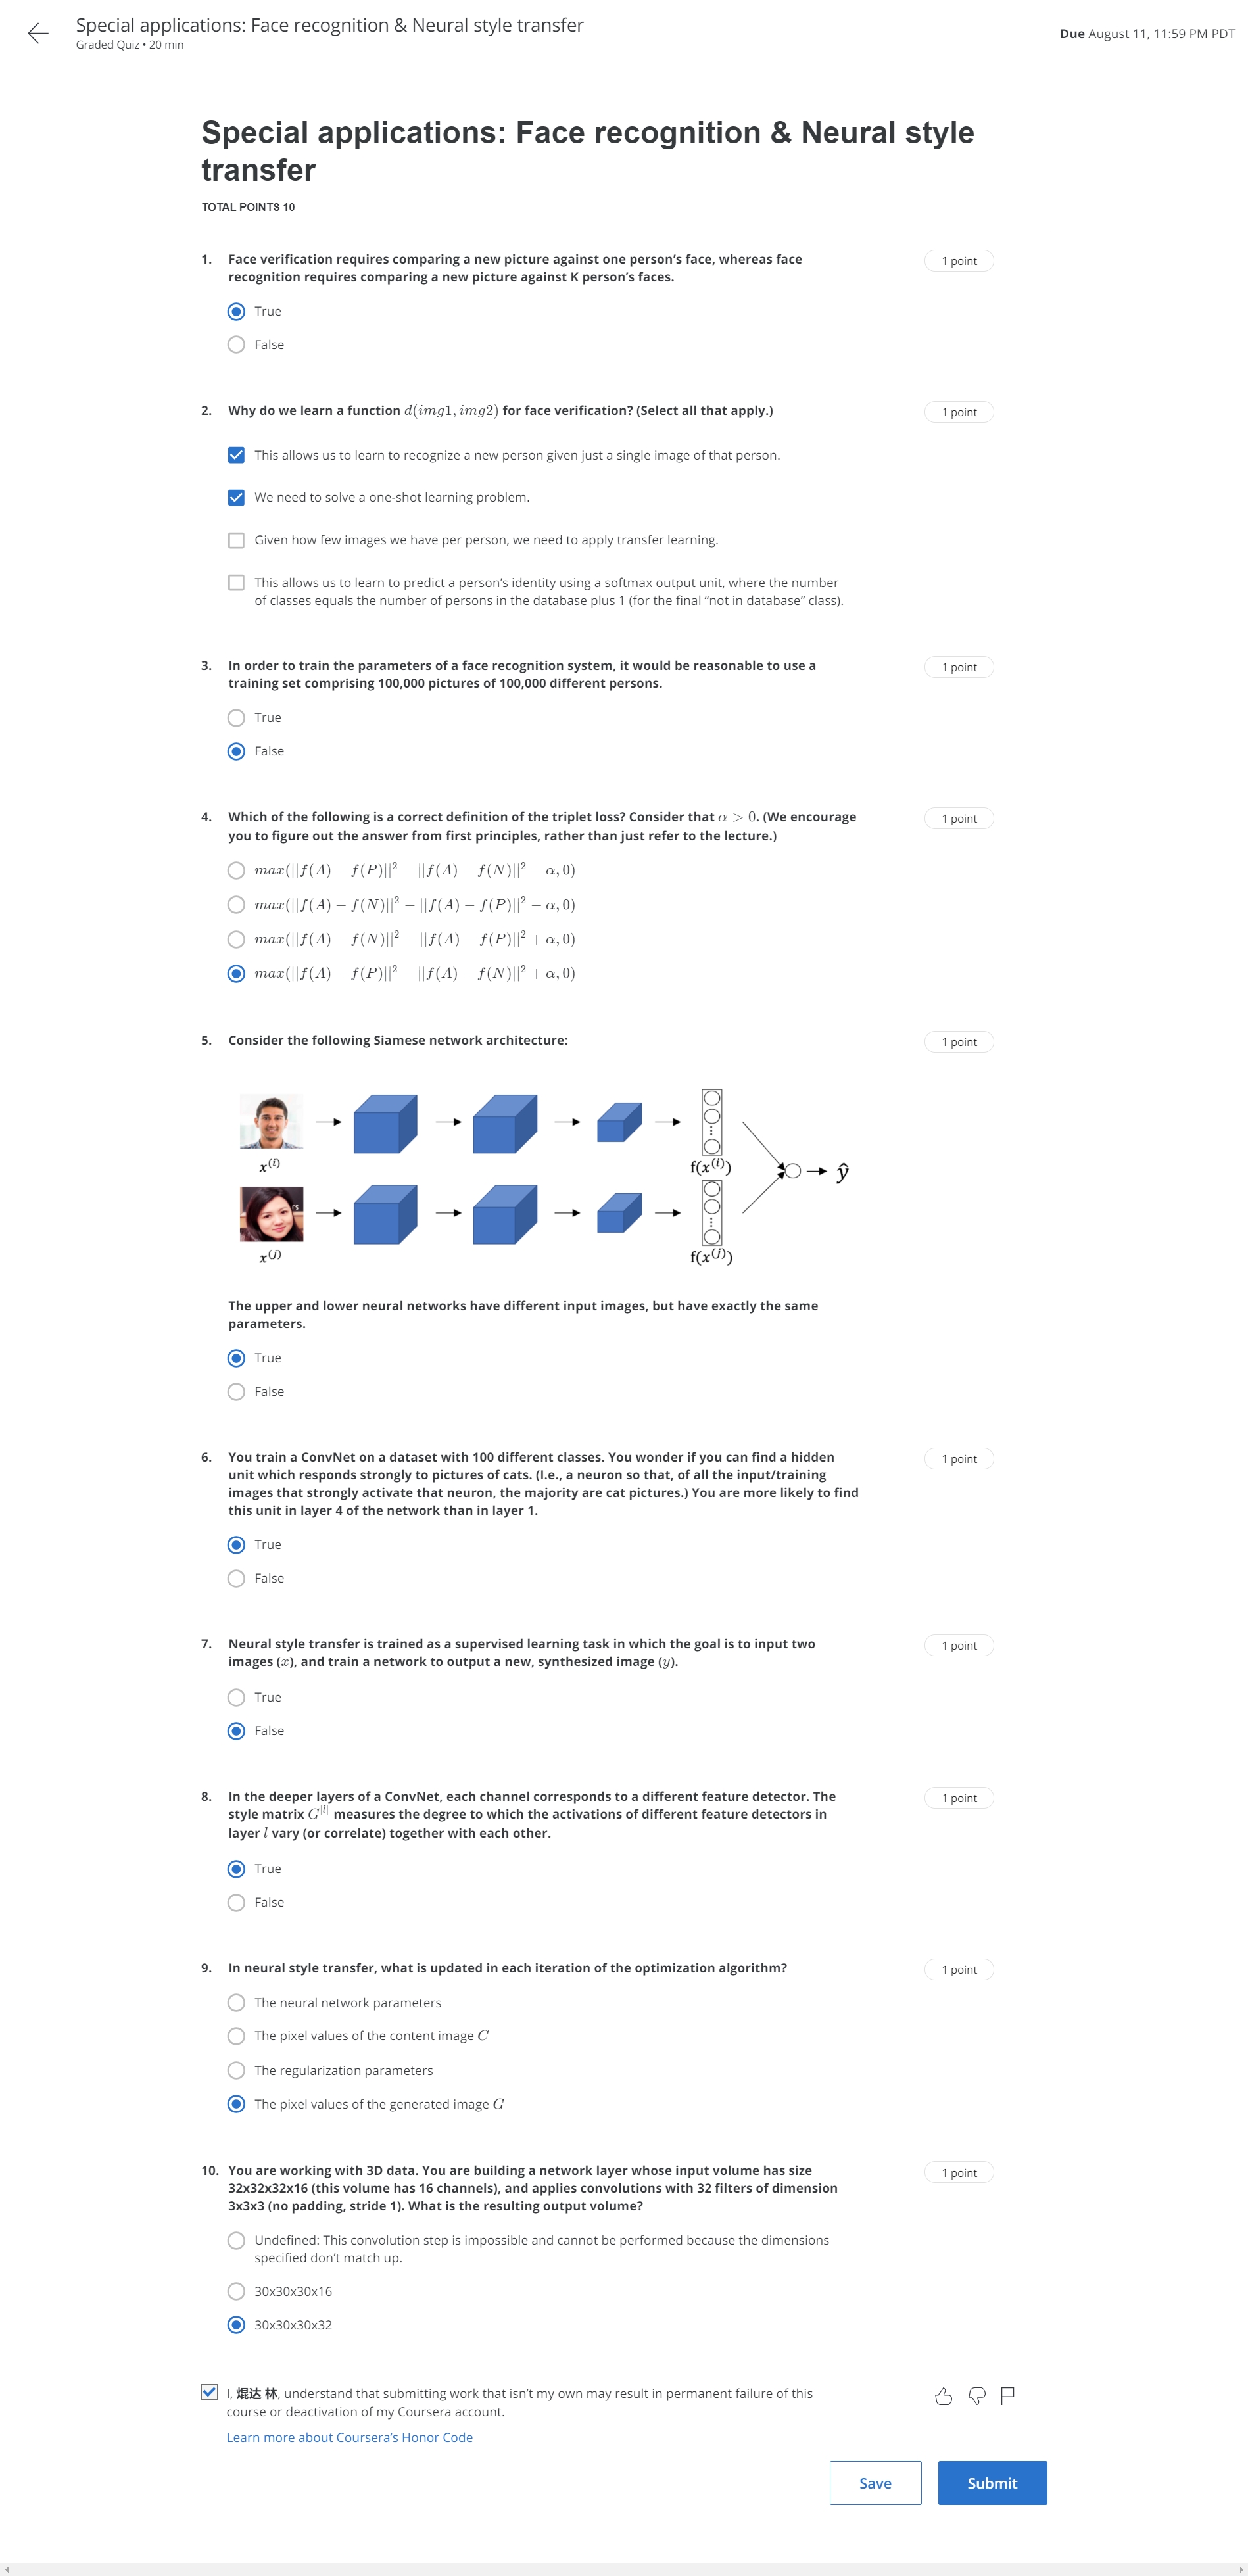 Special applications: Face recognition & Neural style transfer
Graded Quiz • 20 min
Due August 11, 11:59 PM PDT
Special applications: Face recognition & Neural style
transfer
TOTAL POINTS 10
1. Face verification requires comparing a new picture against one person’s face, whereas face
recognition requires comparing a new picture against K person’s faces.
1 point
True
False
2. Why do we learn a function d(img1, img2) for face verification? (Select all that apply.)
1 point
This allows us to learn to recognize a new person given just a single image of that person.
We need to solve a one-shot learning problem.
Given how few images we have per person, we need to apply transfer learning.
This allows us to learn to predict a person’s identity using a softmax output unit, where the number
of classes equals the number of persons in the database plus 1 (for the final “not in database” class).
3. In order to train the parameters of a face recognition system, it would be reasonable to use a
training set comprising 100,000 pictures of 100,000 different persons.
1 point
True
False
4. Which of the following is a correct definition of the triplet loss? Consider that α > 0. (We encourage
you to figure out the answer from first principles, rather than just refer to the lecture.)
1 point
max(||f(A) − f(P)||² − ||f(A) − f(N)||² − α, 0)
max(||f(A) − f(N)||² − ||f(A) − f(P)||² − α, 0)
max(||f(A) − f(N)||² − ||f(A) − f(P)||² + α, 0)
max(||f(A) − f(P)||² − ||f(A) − f(N)||² + α, 0)
5. Consider the following Siamese network architecture:
1 point
x⁽ⁱ⁾
f(x⁽ⁱ⁾)
ŷ
x⁽ʲ⁾
f(x⁽ʲ⁾)
The upper and lower neural networks have different input images, but have exactly the same
parameters.
True
False
6. You train a ConvNet on a dataset with 100 different classes. You wonder if you can find a hidden
unit which responds strongly to pictures of cats. (I.e., a neuron so that, of all the input/training
images that strongly activate that neuron, the majority are cat pictures.) You are more likely to find
this unit in layer 4 of the network than in layer 1.
1 point
True
False
7. Neural style transfer is trained as a supervised learning task in which the goal is to input two
images (x), and train a network to output a new, synthesized image (y).
1 point
True
False
8. In the deeper layers of a ConvNet, each channel corresponds to a different feature detector. The
style matrix G^[l] measures the degree to which the activations of different feature detectors in
layer l vary (or correlate) together with each other.
1 point
True
False
9. In neural style transfer, what is updated in each iteration of the optimization algorithm?
1 point
The neural network parameters
The pixel values of the content image C
The regularization parameters
The pixel values of the generated image G
10. You are working with 3D data. You are building a network layer whose input volume has size
32x32x32x16 (this volume has 16 channels), and applies convolutions with 32 filters of dimension
3x3x3 (no padding, stride 1). What is the resulting output volume?
1 point
Undefined: This convolution step is impossible and cannot be performed because the dimensions
specified don’t match up.
30x30x30x16
30x30x30x32
I, 焜达 林, understand that submitting work that isn’t my own may result in permanent failure of this
course or deactivation of my Coursera account.
Learn more about Coursera’s Honor Code
Save
Submit